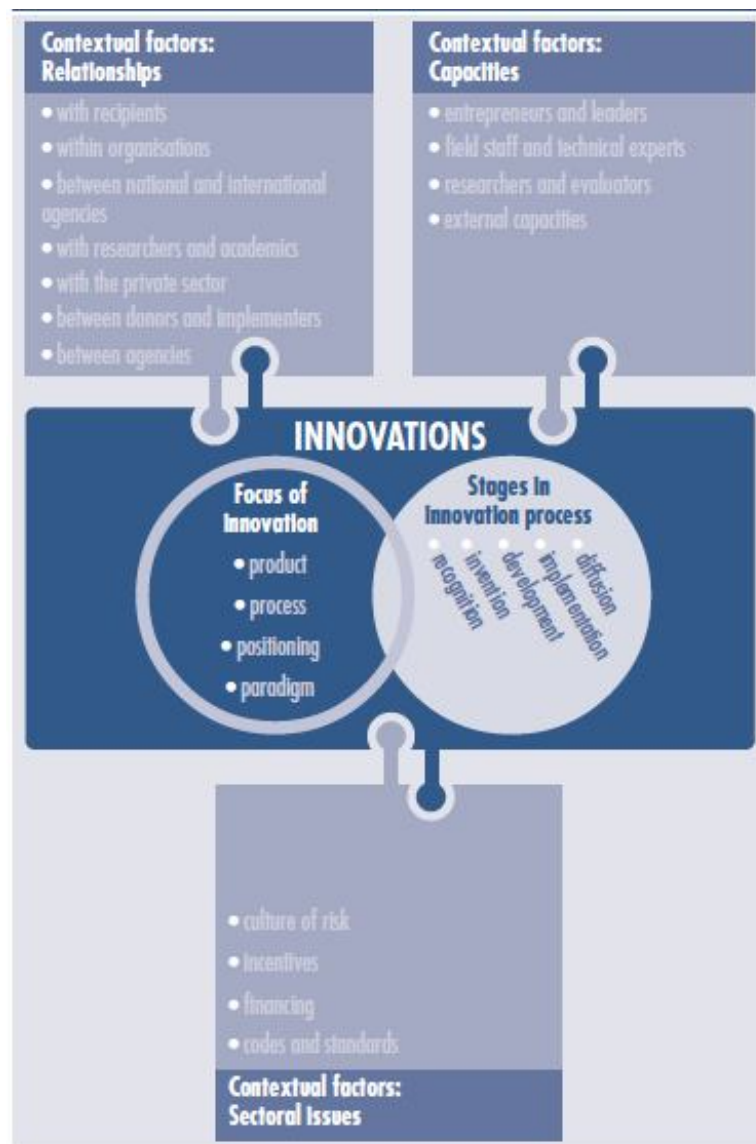 Contextual factors:
Relationships
• with recipients
• within organisations
• between national and international
agencies
• with researchers and academics
• with the private sector
• between donors and implementers
• between agencies
Contextual factors:
Capacities
• entrepreneurs and leaders
• field staff and technical experts
• researchers and evaluators
• external capacities
INNOVATIONS
Focus of
Innovation
• product
• process
• positioning
• paradigm
Stages in
innovation process
• recognition
• invention
• development
• implementation
• diffusion
• culture of risk
• incentives
• financing
• codes and standards
Contextual factors:
Sectoral issues